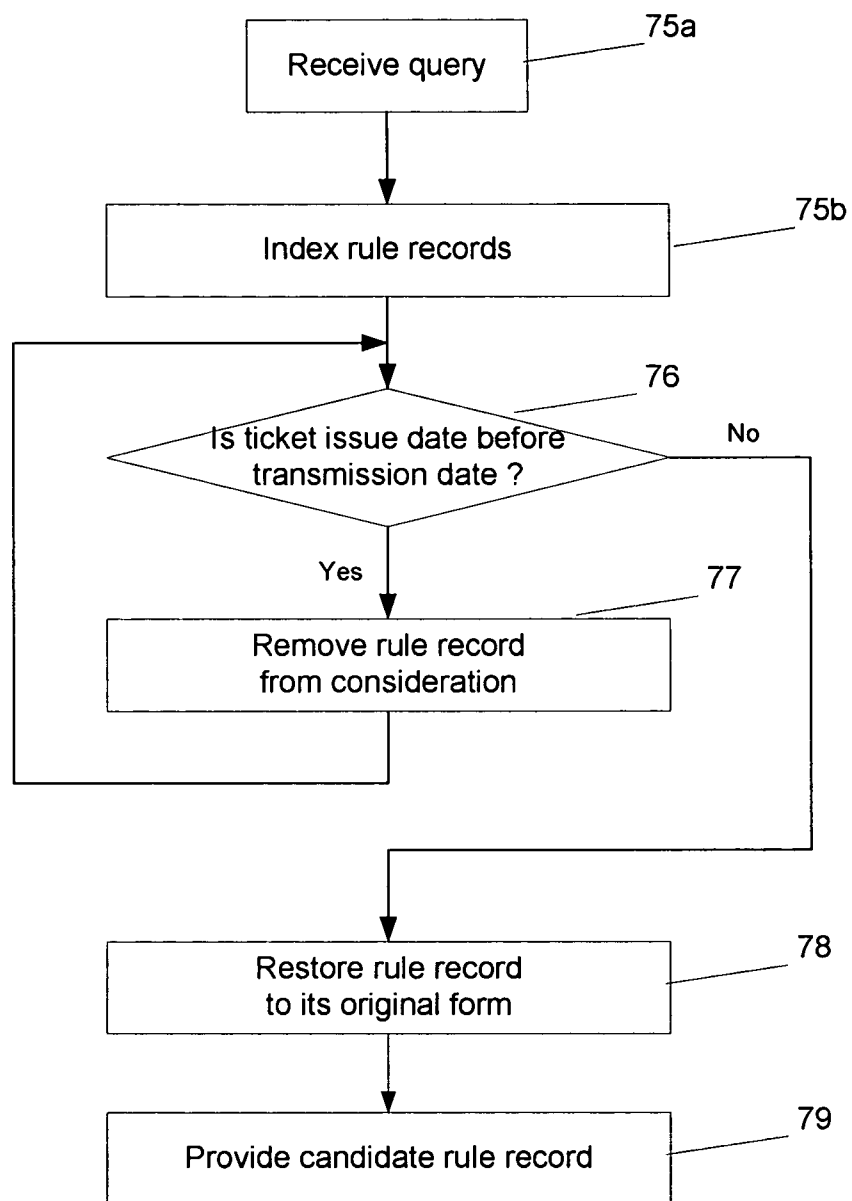 75a
Receive query
75b
Index rule records
76
Is ticket issue date before
transmission date ?
No
Yes
77
Remove rule record
from consideration
78
Restore rule record
to its original form
79
Provide candidate rule record